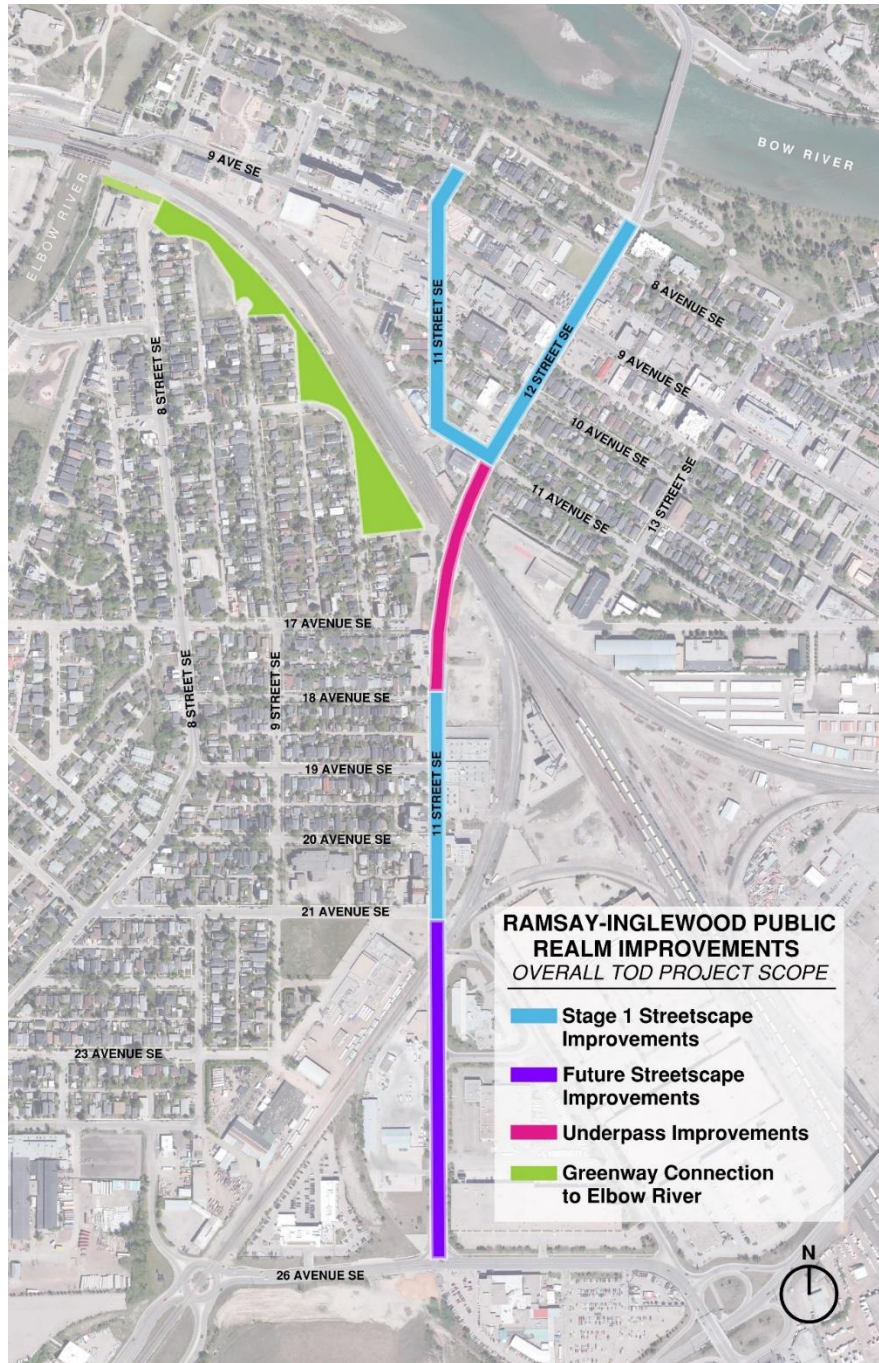 BOW RIVER
9 AVE SE
ELBOW RIVER
11 STREET SE
12 STREET SE
8 AVENUE SE
9 AVENUE SE
8 STREET SE
10 AVENUE SE
11 AVENUE SE
13 STREET SE
17 AVENUE SE
8 STREET SE
9 STREET SE
18 AVENUE SE
19 AVENUE SE
11 STREET SE
20 AVENUE SE
21 AVENUE SE
23 AVENUE SE
26 AVENUE SE
RAMSAY-INGLEWOOD PUBLIC
REALM IMPROVEMENTS
OVERALL TOD PROJECT SCOPE
Stage 1 Streetscape
Improvements
Future Streetscape
Improvements
Underpass Improvements
Greenway Connection
to Elbow River
N